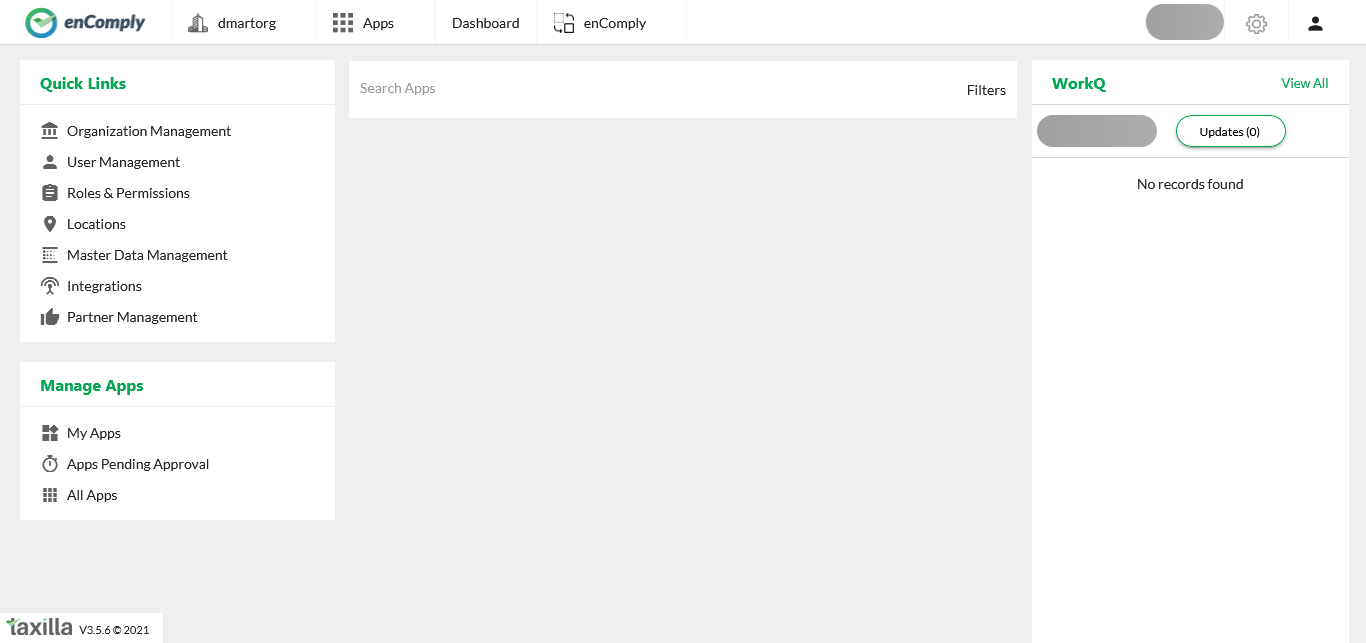 enComply
dmartorg
Apps
Dashboard
enComply
Quick Links
Organization Management
User Management
Roles & Permissions
Locations
Master Data Management
Integrations
Partner Management
Manage Apps
My Apps
Apps Pending Approval
All Apps
Search Apps
Filters
WorkQ
View All
Updates (0)
No records found
taxilla V3.5.6 © 2021